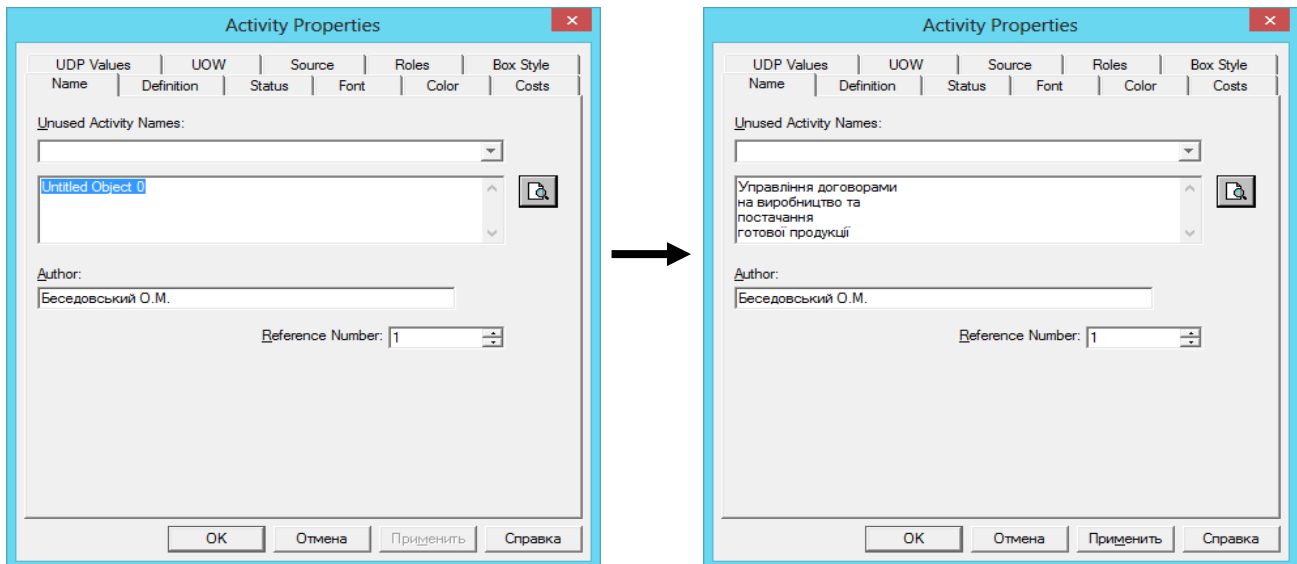 Activity Properties
UDP Values UOW Source Roles Box Style
Name Definition Status Font Color Costs
Unused Activity Names:
Untitled Object 0
Author:
Беседовський О.М.
Reference Number: 1
OK Отмена Применить Справка
Activity Properties
UDP Values UOW Source Roles Box Style
Name Definition Status Font Color Costs
Unused Activity Names:
Управління договорами
на виробництво та
постачання
готової продукції
Author:
Беседовський О.М.
Reference Number: 1
OK Отмена Применить Справка